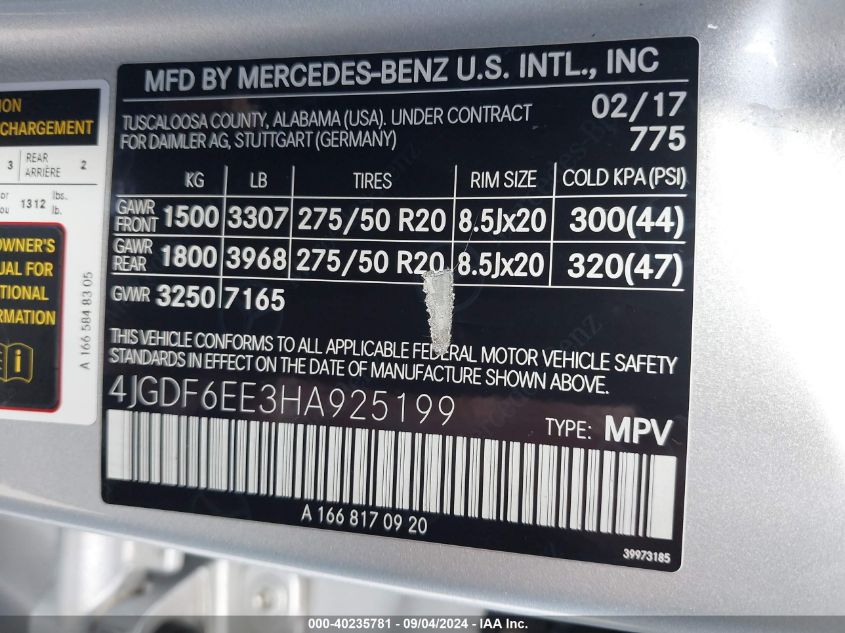 MFD BY MERCEDES-BENZ U.S. INTL., INC
TUSCALOOSA COUNTY, ALABAMA (USA). UNDER CONTRACT
FOR DAIMLER AG, STUTTGART (GERMANY)
02/17
775
KG LB TIRES RIM SIZE COLD KPA (PSI)
GAWR FRONT 1500 3307 275/50 R20 8.5Jx20 300(44)
GAWR REAR 1800 3968 275/50 R20 8.5Jx20 320(47)
GVWR 3250 7165
THIS VEHICLE CONFORMS TO ALL APPLICABLE FEDERAL MOTOR VEHICLE SAFETY
STANDARDS IN EFFECT ON THE DATE OF MANUFACTURE SHOWN ABOVE.
4JGDF6EE3HA925199
TYPE: MPV
A 166 817 09 20
39973185
CHARGEMENT
3 REAR 2
ARRIÈRE
or 1312 lbs.
ou lb.
OWNER'S
FOR
A 166 584 83 05
000-40235781 - 09/04/2024 - IAA Inc.